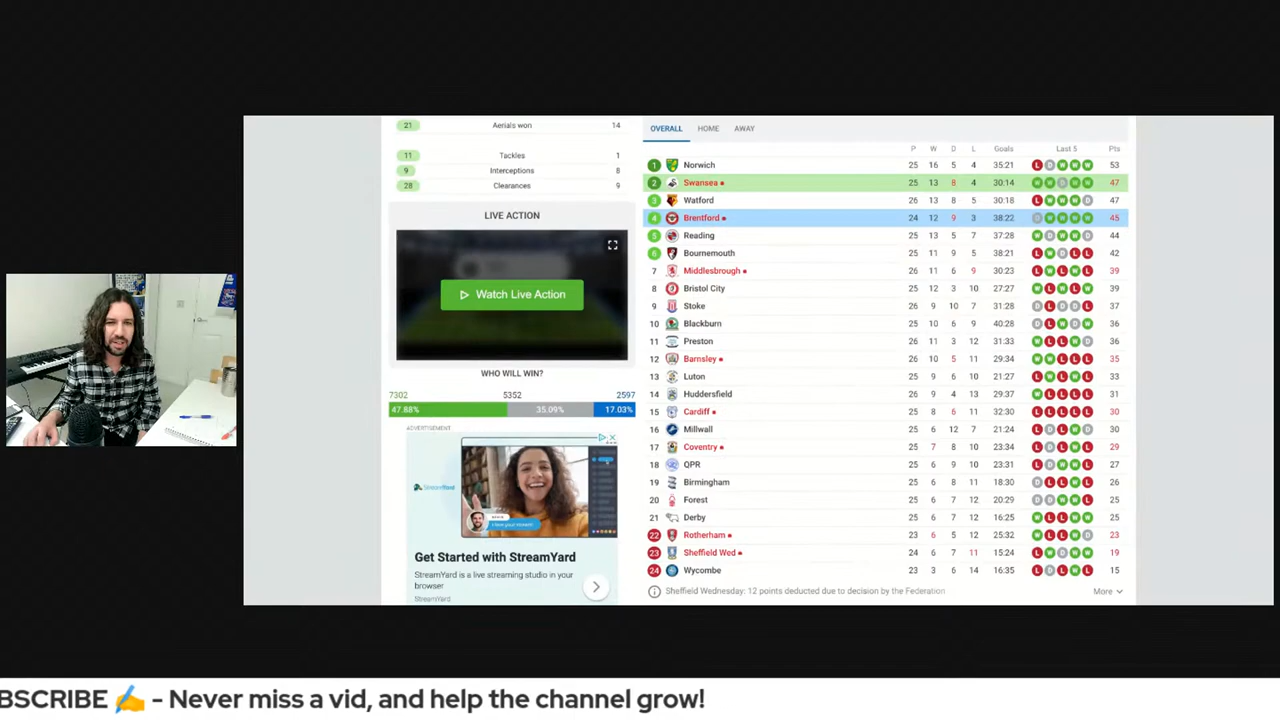 21 Aerials won 14
11 Tackles 1
9 Interceptions 8
28 Clearances 9
LIVE ACTION
Watch Live Action
WHO WILL WIN?
7302 5352 2597
47.88% 35.09% 17.03%
ADVERTISEMENT
StreamYard
Get Started with StreamYard
StreamYard is a live streaming studio in your
browser
StreamYard
OVERALL HOME AWAY
P W D L Goals Last 5 Pts
1 Norwich 25 16 5 4 35:21 L D W W W 53
2 Swansea 25 13 8 4 30:14 W W D W W 47
3 Watford 26 13 8 5 30:18 L W W W D 47
4 Brentford 24 12 9 3 38:22 D W W W W 45
5 Reading 25 13 5 7 37:28 W D W W D 44
6 Bournemouth 25 11 9 5 38:21 L W D L L 42
7 Middlesbrough 26 11 6 9 30:23 L W L W L 39
8 Bristol City 25 12 3 10 27:27 W L W L W 39
9 Stoke 26 9 10 7 31:28 D L D D L 37
10 Blackburn 25 10 6 9 40:28 D L W D W 36
11 Preston 26 11 3 12 31:33 W L L W D 36
12 Barnsley 26 10 5 11 29:34 W W L L L 35
13 Luton 25 9 6 10 21:27 L W L W L 33
14 Huddersfield 26 9 4 13 29:37 W L L L L 31
15 Cardiff 25 8 6 11 32:30 L L L L L 30
16 Millwall 25 6 12 7 21:24 L D L D W 30
17 Coventry 25 7 8 10 23:34 L W D W L 29
18 QPR 25 6 9 10 23:31 L D W W L 27
19 Birmingham 25 6 8 11 18:30 D L L W L 26
20 Forest 25 6 7 12 20:29 D D W W L 25
21 Derby 25 6 7 12 16:25 W L L W W 25
22 Rotherham 23 6 5 12 25:32 W L L W D 23
23 Sheffield Wed 24 6 7 11 15:24 L W D W W 19
24 Wycombe 23 3 6 14 16:35 L D L W L 15
Sheffield Wednesday: 12 points deducted due to decision by the Federation
More
BSCRIBE ✍️ - Never miss a vid, and help the channel grow!